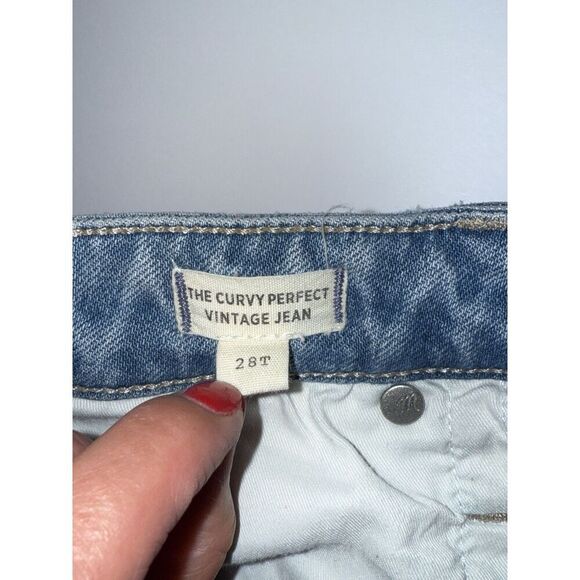 THE CURVY PERFECT
VINTAGE JEAN
28T
M